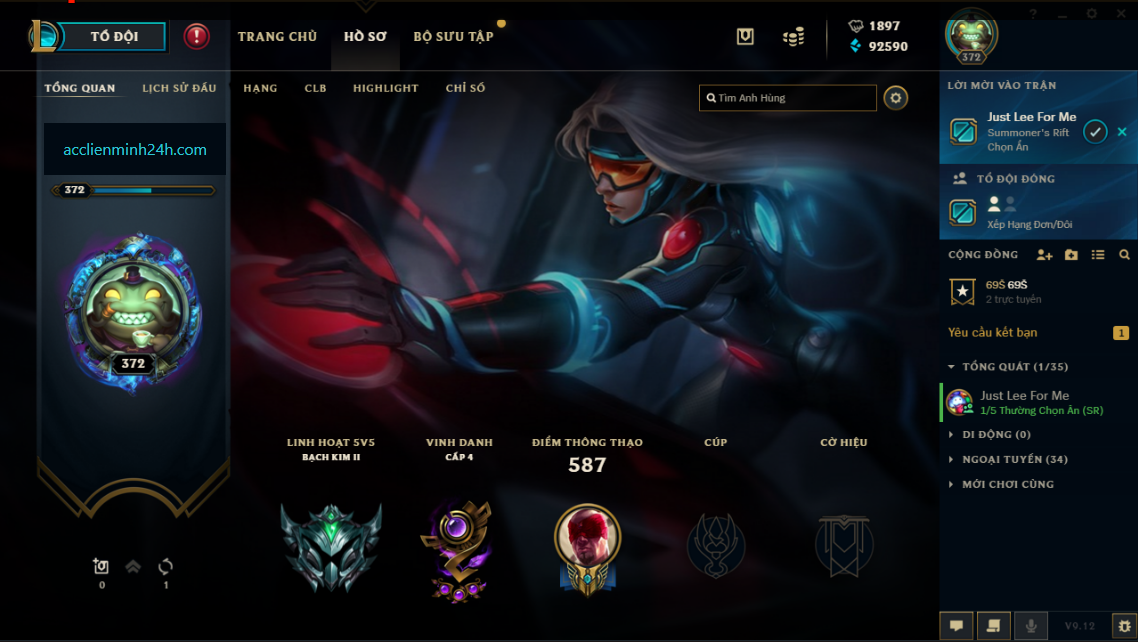 TỔ ĐỘI
!
TRANG CHỦ
HỒ SƠ
BỘ SƯU TẬP
1897
92590
372
TỔNG QUAN
LỊCH SỬ ĐẤU
HẠNG
CLB
HIGHLIGHT
CHỈ SỐ
Tìm Anh Hùng
acclienminh24h.com
372
372
LINH HOẠT 5V5
BẠCH KIM II
VINH DANH
CẤP 4
ĐIỂM THÔNG THẠO
587
CÚP
CỜ HIỆU
0
1
LỜI MỜI VÀO TRẬN
Just Lee For Me
Summoner's Rift
Chọn Ẩn
TỔ ĐỘI ĐÓNG
Xếp Hạng Đơn/Đôi
CỘNG ĐỒNG
69Š 69Š
2 trực tuyến
Yêu cầu kết bạn
1
TỔNG QUÁT (1/35)
Just Lee For Me
1/5 Thường Chọn Ẩn (SR)
DI ĐỘNG (0)
NGOẠI TUYẾN (34)
MỚI CHƠI CÙNG
V9.12